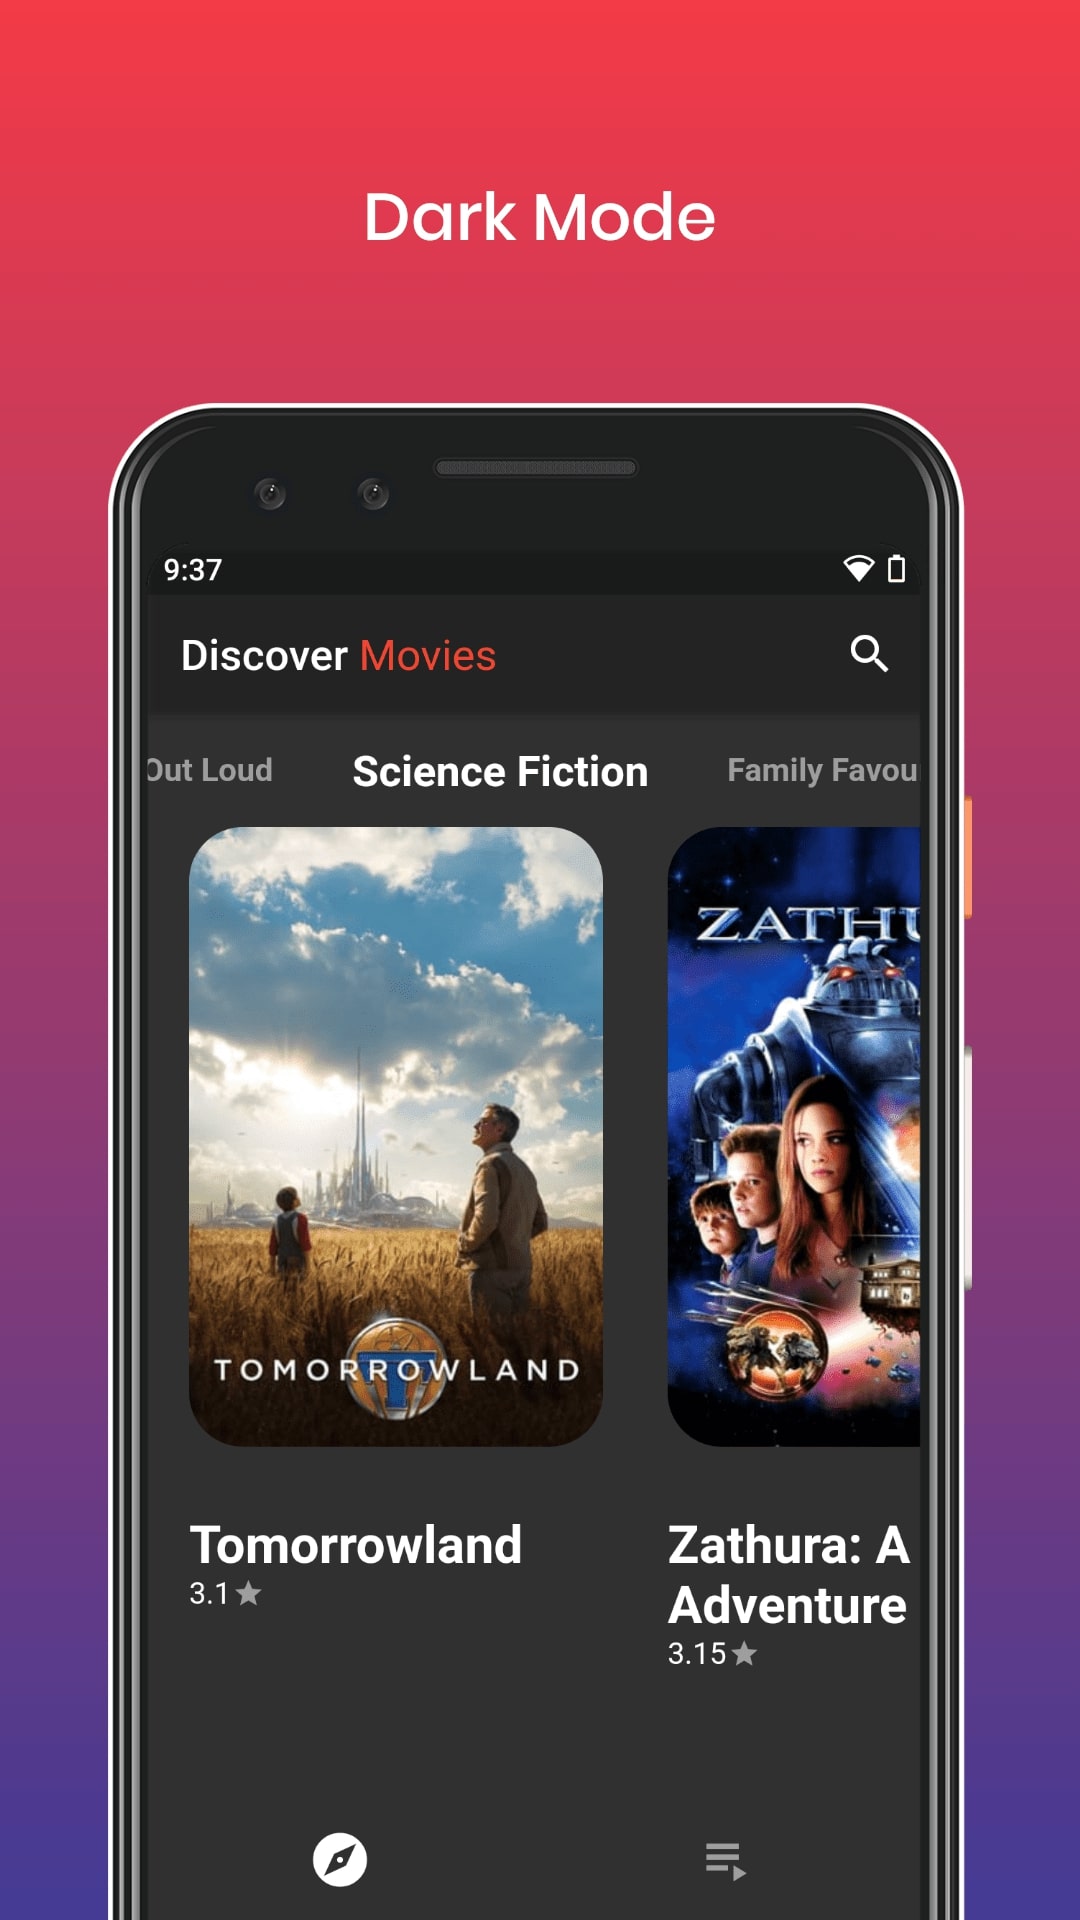 Dark Mode
9:37
Discover Movies
Out Loud Science Fiction Family Favou
ZATHU
TOMORROWLAND
Tomorrowland
3.1
Zathura: A
Adventure
3.15